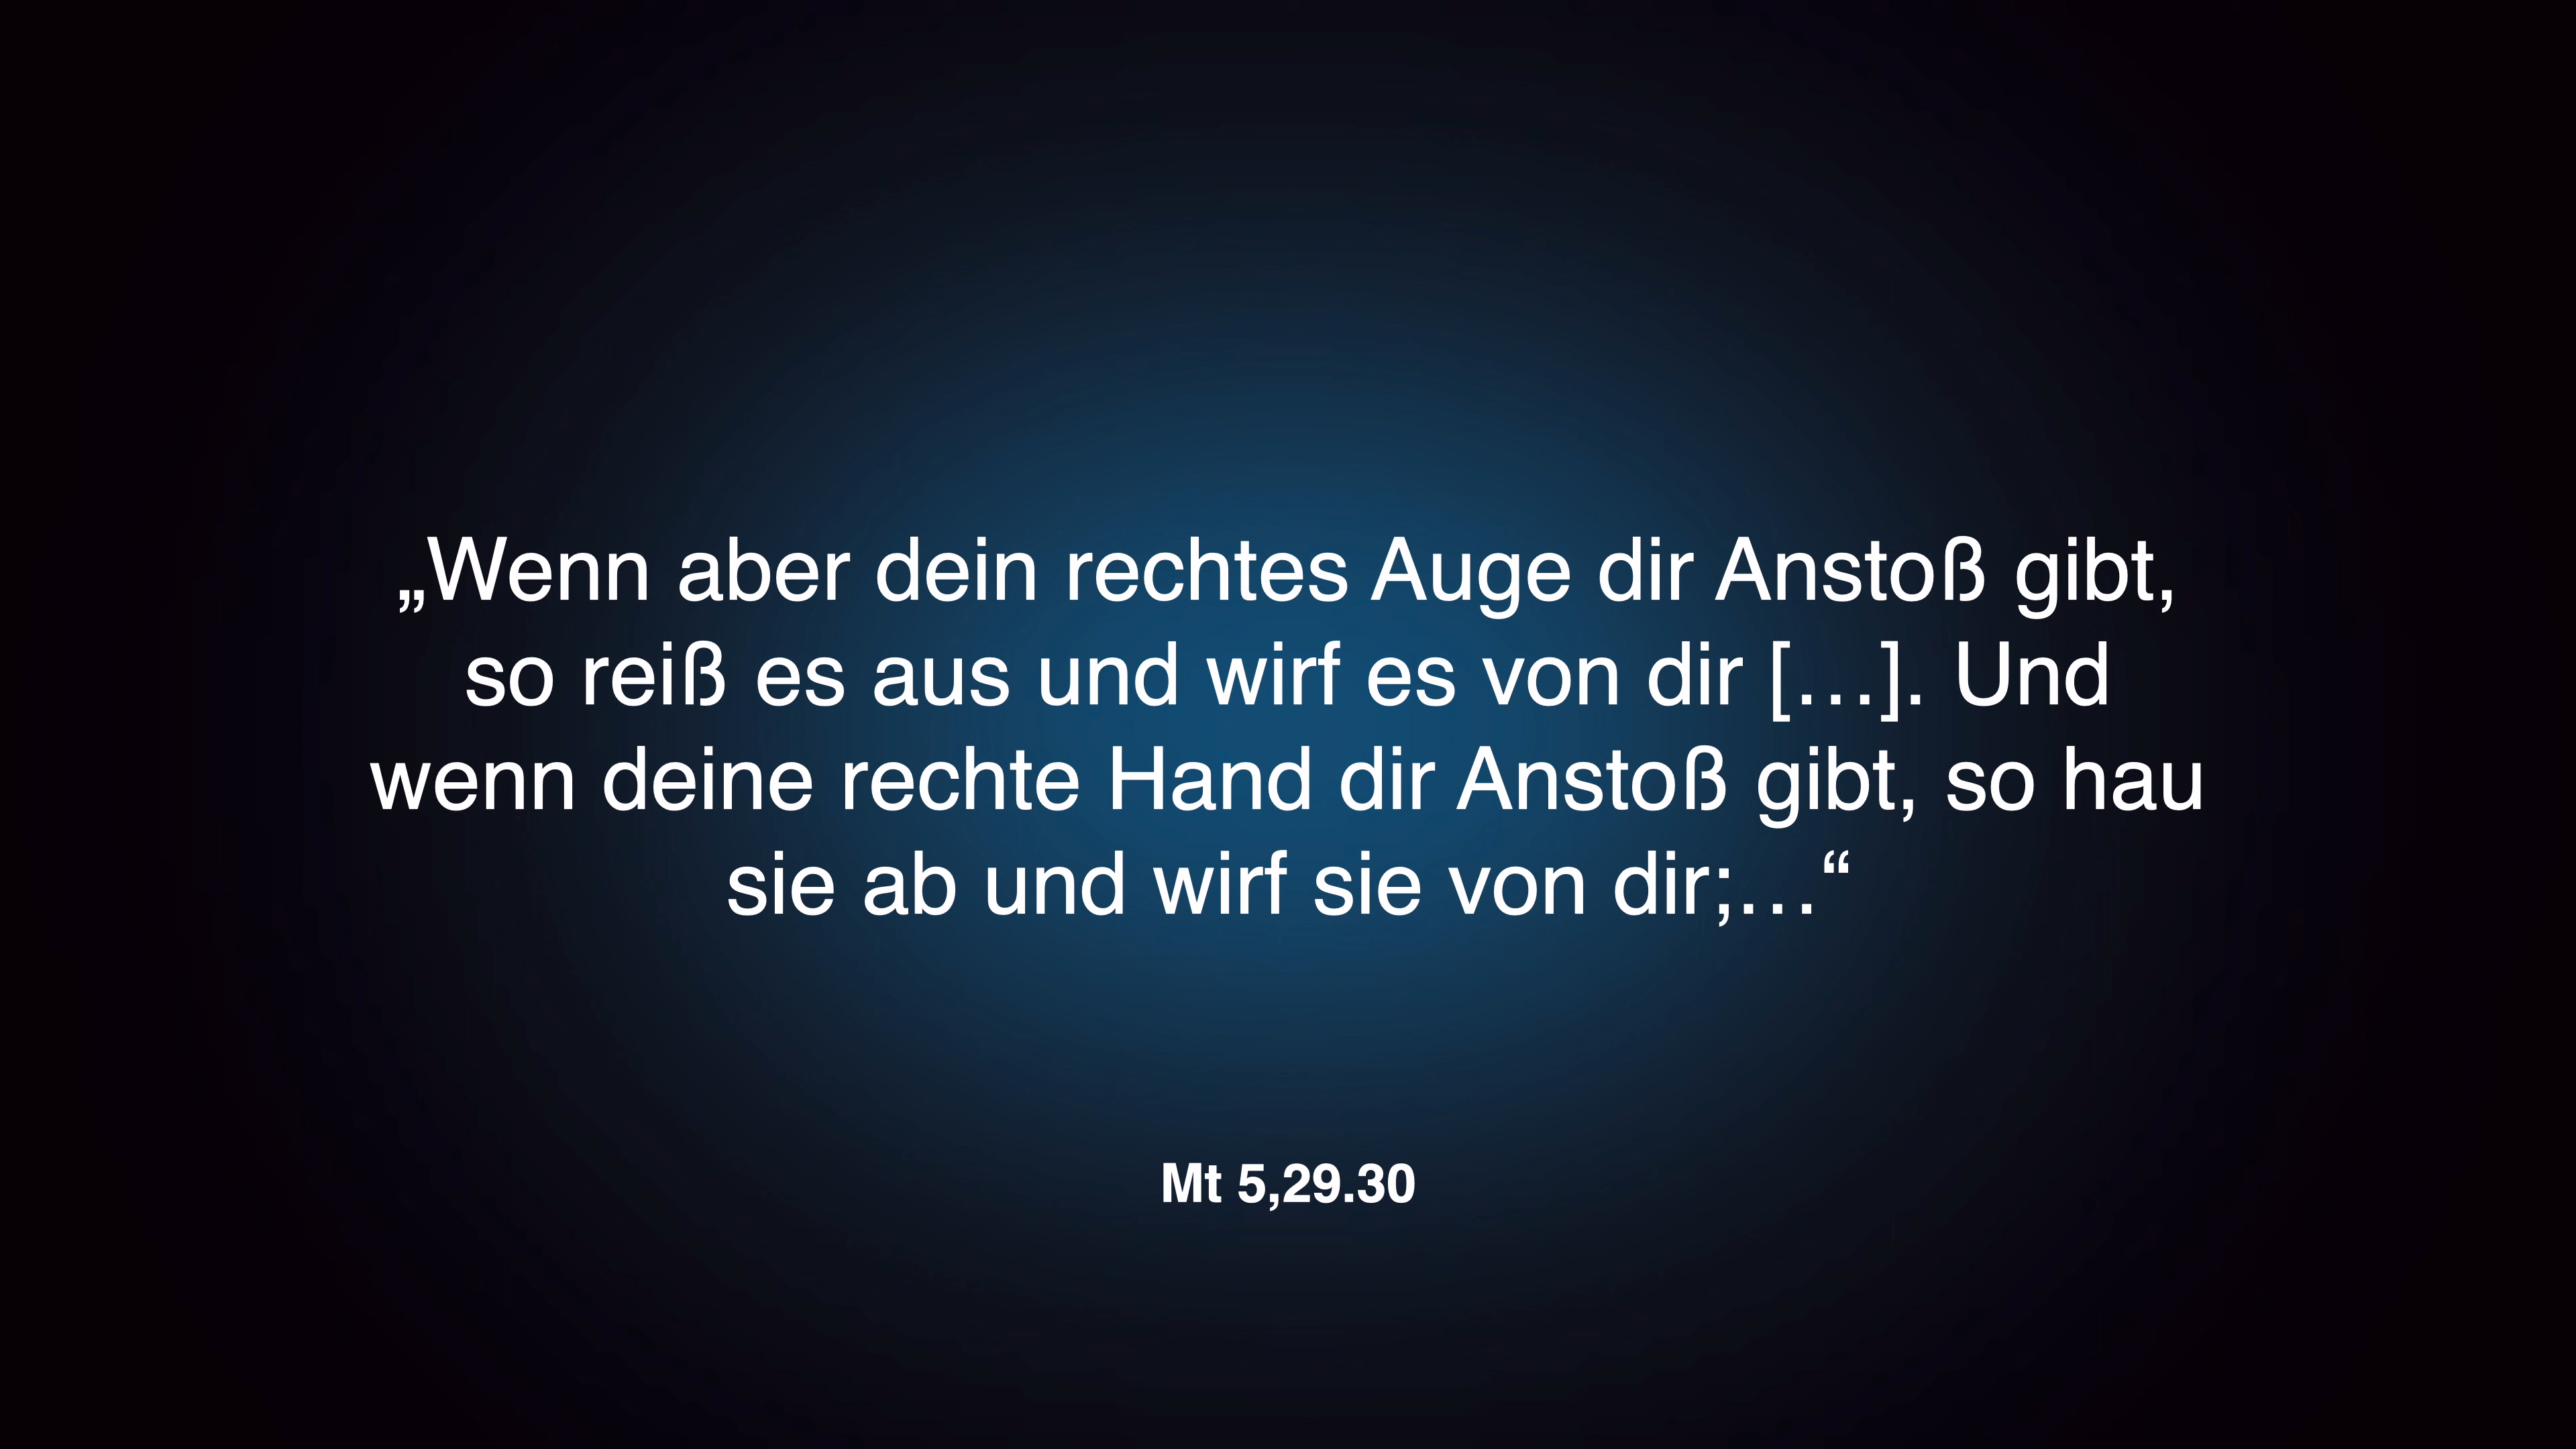 „Wenn aber dein rechtes Auge dir Anstoß gibt,
so reiß es aus und wirf es von dir […]. Und
wenn deine rechte Hand dir Anstoß gibt, so hau
sie ab und wirf sie von dir;…“
Mt 5,29.30